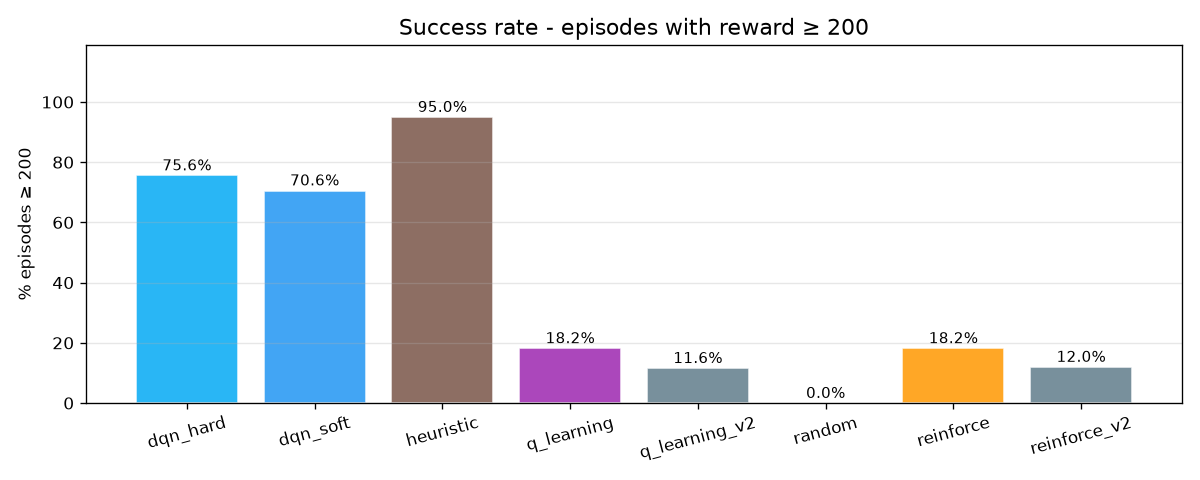 Success rate - episodes with reward ≥ 200
% episodes ≥ 200
100
80
60
40
20
0
75.6%
70.6%
95.0%
18.2%
11.6%
0.0%
18.2%
12.0%
dqn_hard
dqn_soft
heuristic
q_learning
q_learning_v2
random
reinforce
reinforce_v2